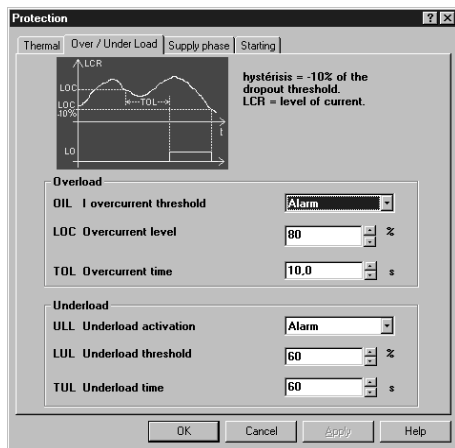 Protection
Thermal Over / Under Load Supply phase Starting
LCR
LOC
LOC
-10%
TOL
t
LO
hystérisis = -10% of the
dropout threshold.
LCR = level of current.
Overload
OIL I overcurrent threshold Alarm
LOC Overcurrent level 80 %
TOL Overcurrent time 10,0 s
Underload
ULL Underload activation Alarm
LUL Underload threshold 60 %
TUL Underload time 60 s
OK Cancel Apply Help